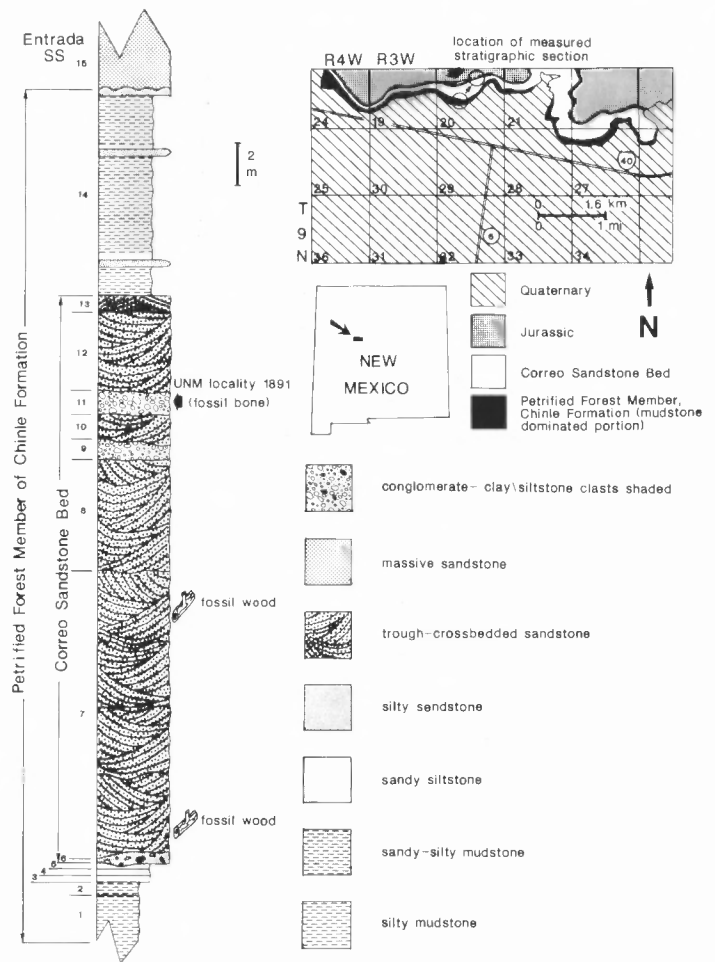 Entrada
SS
15
14
13
12
11
10
9
8
7
6
6
4
3
2
1
Petrified Forest Member of Chinle Formation
Correo Sandstone Bed
2
m
UNM locality 1891
(fossil bone)
fossil wood
fossil wood
location of measured
stratigraphic section
R4W R3W
24 19 20 21
40
25 30 29 28 27
T
9
N
0 1.6 km
0 1 mi
6
36 31 32 33 34
NEW
MEXICO
N
Quaternary
Jurassic
Correo Sandstone Bed
Petrified Forest Member,
Chinle Formation (mudstone
dominated portion)
conglomerate- clay\siltstone clasts shaded
massive sandstone
trough-crossbedded sandstone
silty sendstone
sandy siltstone
sandy-silty mudstone
silty mudstone